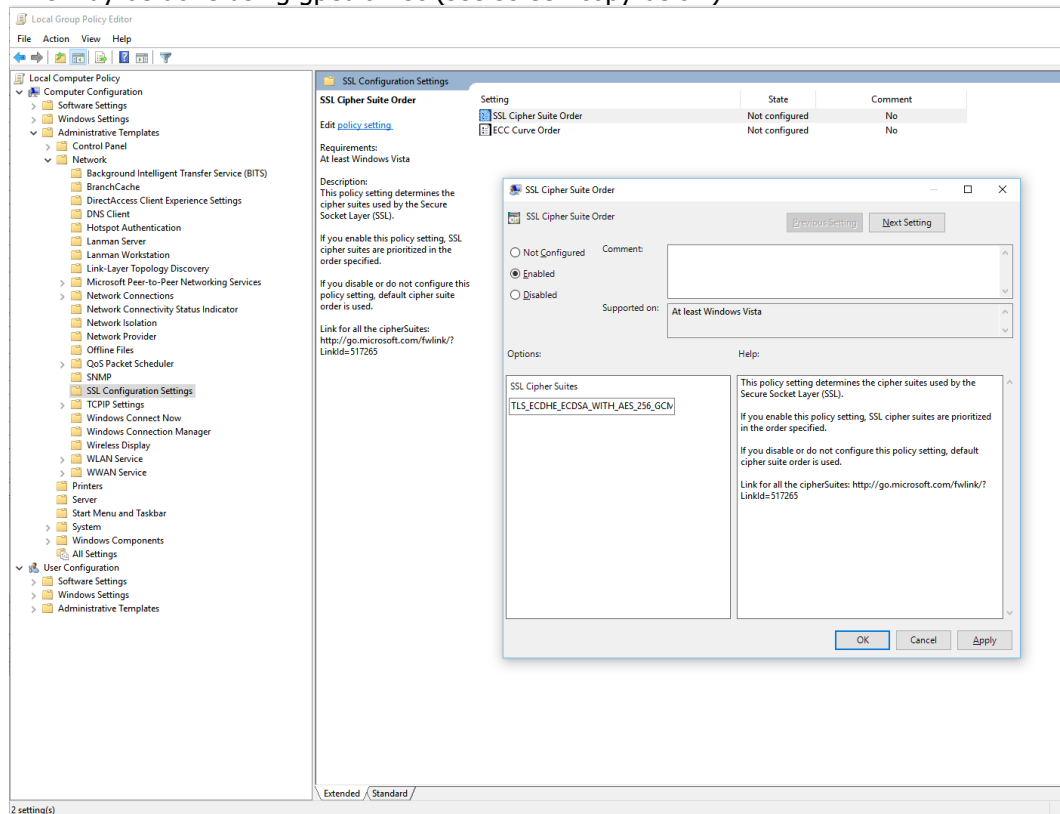 Local Group Policy Editor
File Action View Help
Local Computer Policy
Computer Configuration
Software Settings
Windows Settings
Administrative Templates
Control Panel
Network
Background Intelligent Transfer Service (BITS)
BranchCache
DirectAccess Client Experience Settings
DNS Client
Hotspot Authentication
Lanman Server
Lanman Workstation
Link-Layer Topology Discovery
Microsoft Peer-to-Peer Networking Services
Network Connections
Network Connectivity Status Indicator
Network Isolation
Network Provider
Offline Files
QoS Packet Scheduler
SNMP
SSL Configuration Settings
TCPIP Settings
Windows Connect Now
Windows Connection Manager
Wireless Display
WLAN Service
WWAN Service
Printers
Server
Start Menu and Taskbar
System
Windows Components
All Settings
User Configuration
Software Settings
Windows Settings
Administrative Templates
SSL Configuration Settings
SSL Cipher Suite Order
Edit policy setting
Requirements:
At least Windows Vista
Description:
This policy setting determines the
cipher suites used by the Secure
Socket Layer (SSL).
If you enable this policy setting, SSL
cipher suites are prioritized in the
order specified.
If you disable or do not configure this
policy setting, default cipher suite
order is used.
Link for all the cipherSuites:
http://go.microsoft.com/fwlink/?
LinkId=517265
Setting State Comment
SSL Cipher Suite Order Not configured No
ECC Curve Order Not configured No
SSL Cipher Suite Order
SSL Cipher Suite Order
Previous Setting Next Setting
Not Configured Comment:
Enabled
Disabled
Supported on: At least Windows Vista
Options: Help:
SSL Cipher Suites
TLS_ECDHE_ECDSA_WITH_AES_256_GCM
This policy setting determines the cipher suites used by the
Secure Socket Layer (SSL).
If you enable this policy setting, SSL cipher suites are prioritized
in the order specified.
If you disable or do not configure this policy setting, default
cipher suite order is used.
Link for all the cipherSuites: http://go.microsoft.com/fwlink/?
LinkId=517265
OK Cancel Apply
Extended Standard
2 setting(s)